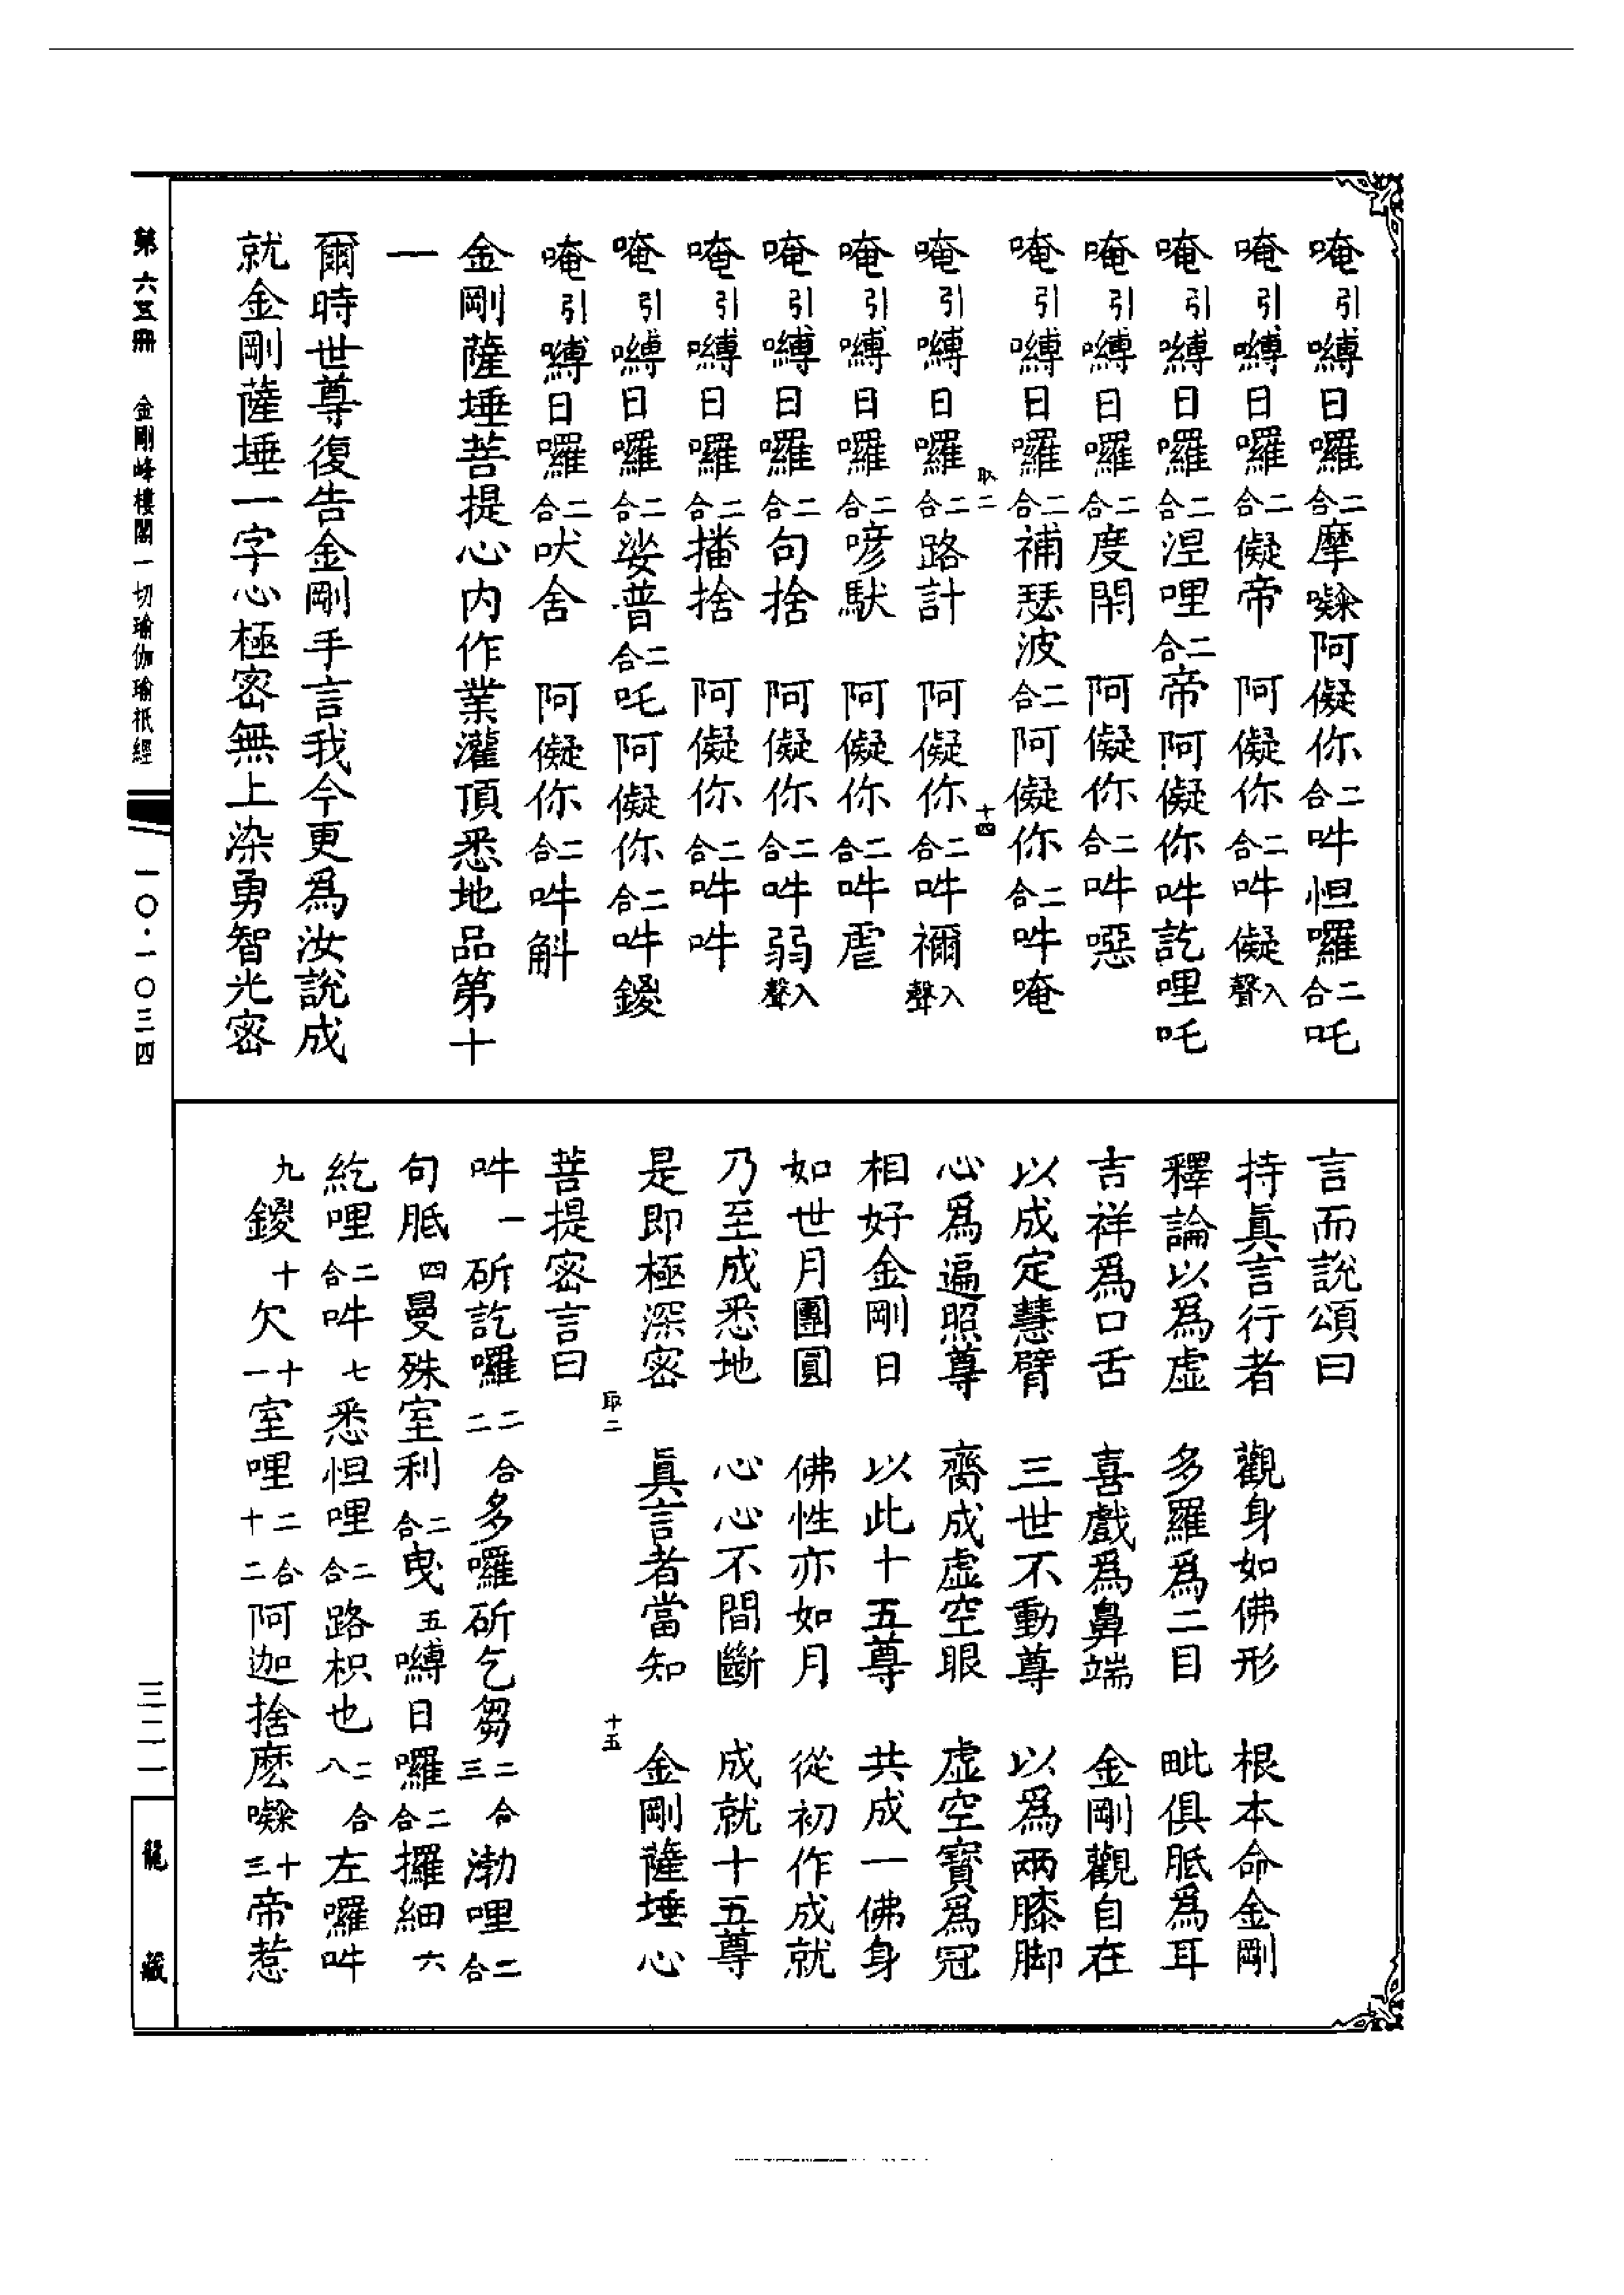 唵引嚩日囉二合摩㘑阿儗你二合吽怛囉二合吒
唵引嚩日囉二合儗帝　阿儗你二合吽儗入聲
唵引嚩日囉二合涅哩二合帝阿儗你吽訖哩吒
唵引嚩日囉二合度閑　阿儗你二合吽噁
唵引嚩日囉二合補瑟波二合阿儗你二合吽唵
取二　十四
唵引嚩日囉二合路計　阿儗你二合吽禰入聲
唵引嚩日囉二合喭馱　阿儗你二合吽虐
唵引嚩日囉二合句捨　阿儗你二合吽弱入聲
唵引嚩日囉二合播捨　阿儗你二合吽吽
唵引嚩日囉二合娑普二合吒阿儗你二合吽鑁
唵引嚩日囉二合吠舍　阿儗你二合吽斛
金剛薩埵菩提心内作業灌頂悉地品第十
一
爾時世尊復告金剛手言我今更爲汝說成
就金剛薩埵一字心極密無上染勇智光密
言而說頌曰
持眞言行者　觀身如佛形　根本命金剛
釋論以爲虛　多羅爲二目　毗俱胝爲耳
吉祥爲口舌　喜戲爲鼻端　金剛觀自在
以成定慧臂　三世不動尊　以爲兩膝脚
心爲遍照尊　齎成虛空眼　虛空寶爲冠
相好金剛日　以此十五尊　共成一佛身
如世月團圓　佛性亦如月　從初作成就
乃至成悉地　心心不間斷　成就十五尊
是即極深密　眞言者當知　金剛薩埵心
取二　十五
菩提密言曰
吽一斫訖囉二合二多囉斫乞芻二合三渤哩二合
句胝四曼殊室利二合曳五嚩日囉二合攞細六
紇哩二合吽七悉怛哩哩二合路枳也二合八左囉吽
九鑁十欠十一室哩二合十二阿迦捨麽㘑十三帝惹
第六五冊　金剛峰樓閣一切瑜伽瑜祇經　一〇·一〇三四
三二一
龍藏